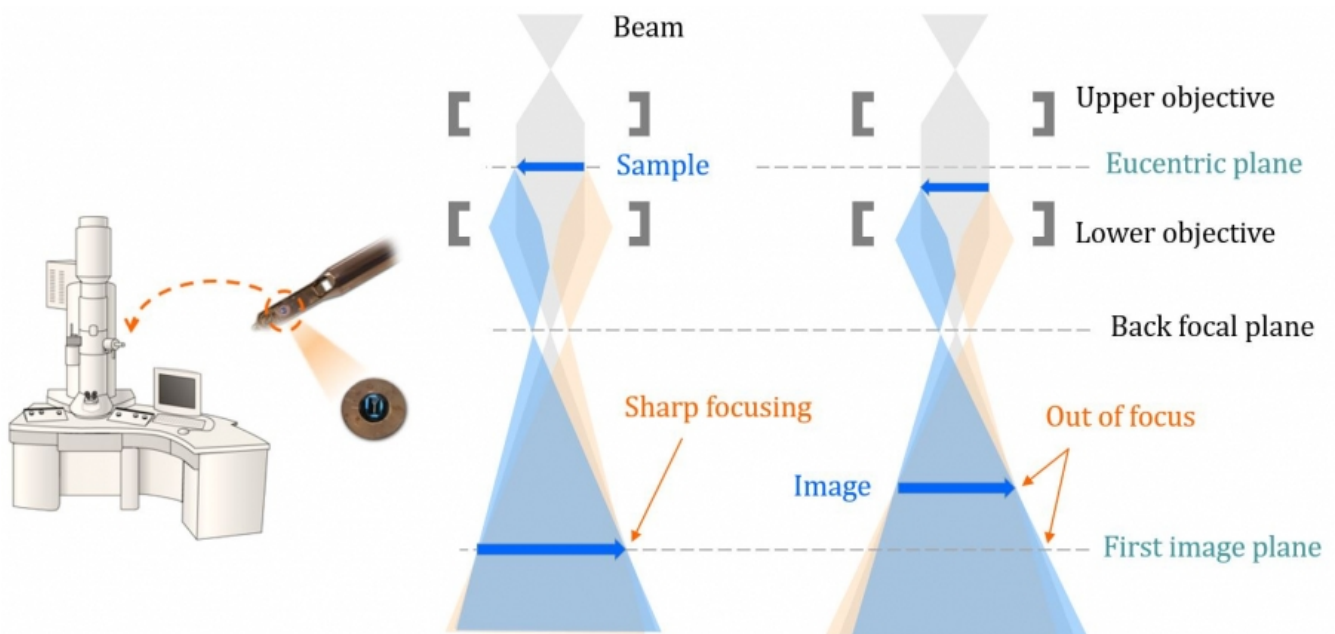 Beam
Upper objective
Sample
Eucentric plane
Lower objective
Back focal plane
Sharp focusing
Out of focus
Image
First image plane